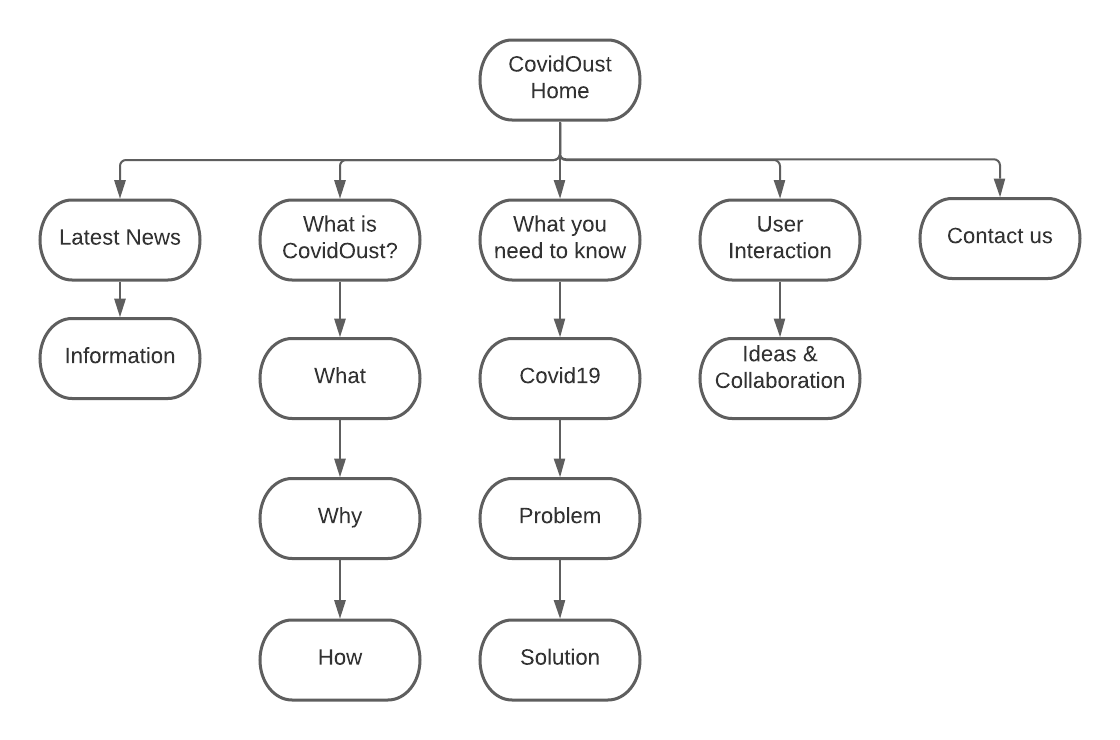 CovidOust
Home
Latest News
What is
CovidOust?
What you
need to know
User
Interaction
Contact us
Information
What
Covid19
Ideas &
Collaboration
Why
Problem
How
Solution